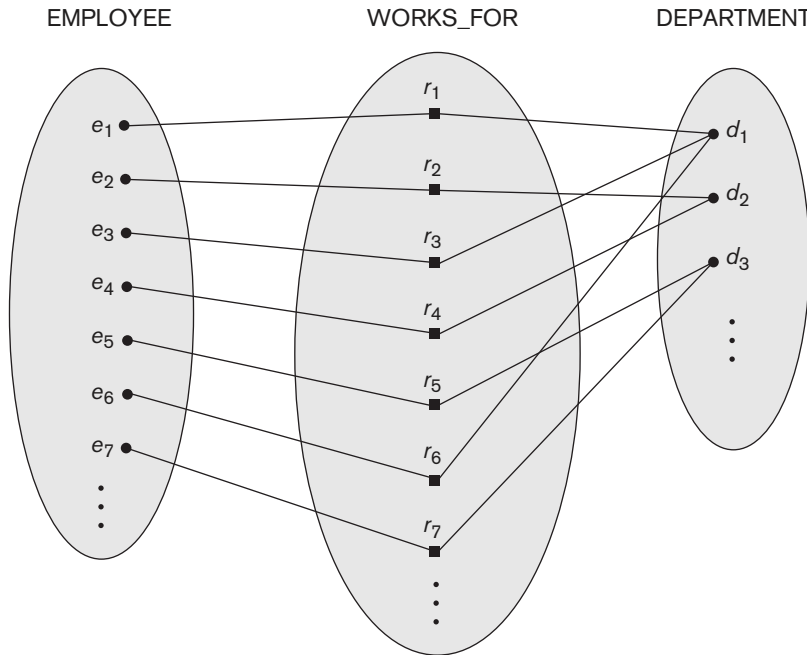 EMPLOYEE WORKS_FOR DEPARTMENT
e1
e2
e3
e4
e5
e6
e7
r1
r2
r3
r4
r5
r6
r7
d1
d2
d3